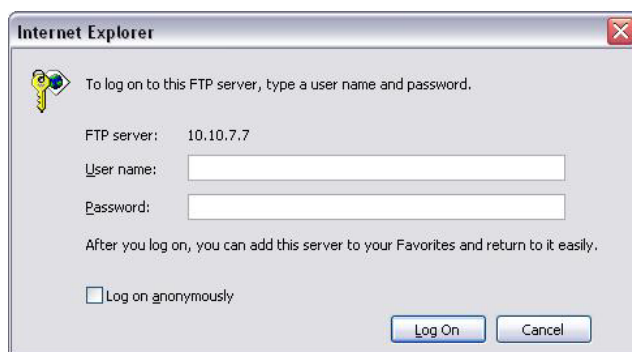 Internet Explorer
To log on to this FTP server, type a user name and password.
FTP server: 10.10.7.7
User name:
Password:
After you log on, you can add this server to your Favorites and return to it easily.
Log on anonymously
Log On Cancel